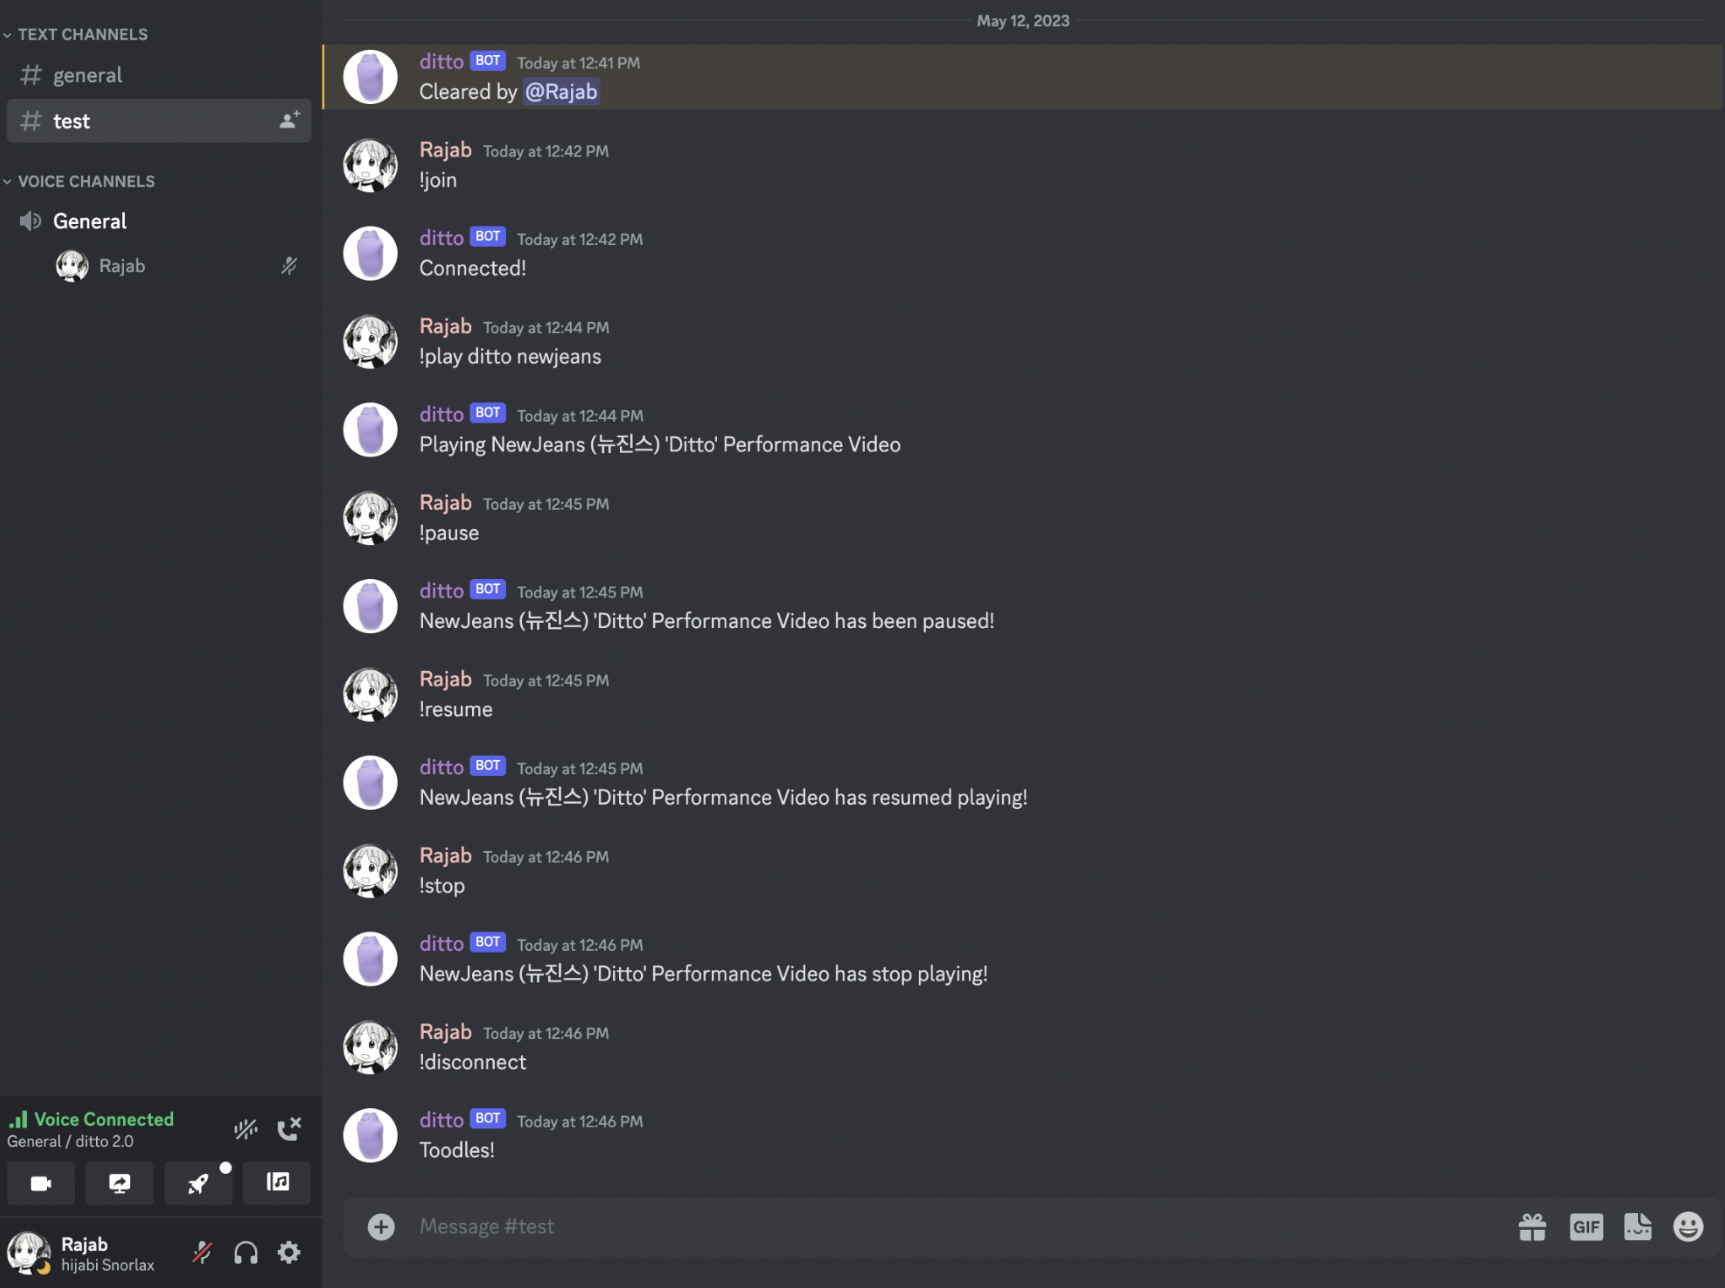 TEXT CHANNELS
general
test
VOICE CHANNELS
General
Rajab
Voice Connected
General / ditto 2.0
Rajab
hijabi Snorlax
May 12, 2023
ditto BOT Today at 12:41 PM
Cleared by @Rajab
Rajab Today at 12:42 PM
!join
ditto BOT Today at 12:42 PM
Connected!
Rajab Today at 12:44 PM
!play ditto newjeans
ditto BOT Today at 12:44 PM
Playing NewJeans (뉴진스) 'Ditto' Performance Video
Rajab Today at 12:45 PM
!pause
ditto BOT Today at 12:45 PM
NewJeans (뉴진스) 'Ditto' Performance Video has been paused!
Rajab Today at 12:45 PM
!resume
ditto BOT Today at 12:45 PM
NewJeans (뉴진스) 'Ditto' Performance Video has resumed playing!
Rajab Today at 12:46 PM
!stop
ditto BOT Today at 12:46 PM
NewJeans (뉴진스) 'Ditto' Performance Video has stop playing!
Rajab Today at 12:46 PM
!disconnect
ditto BOT Today at 12:46 PM
Toodles!
Message #test
GIF